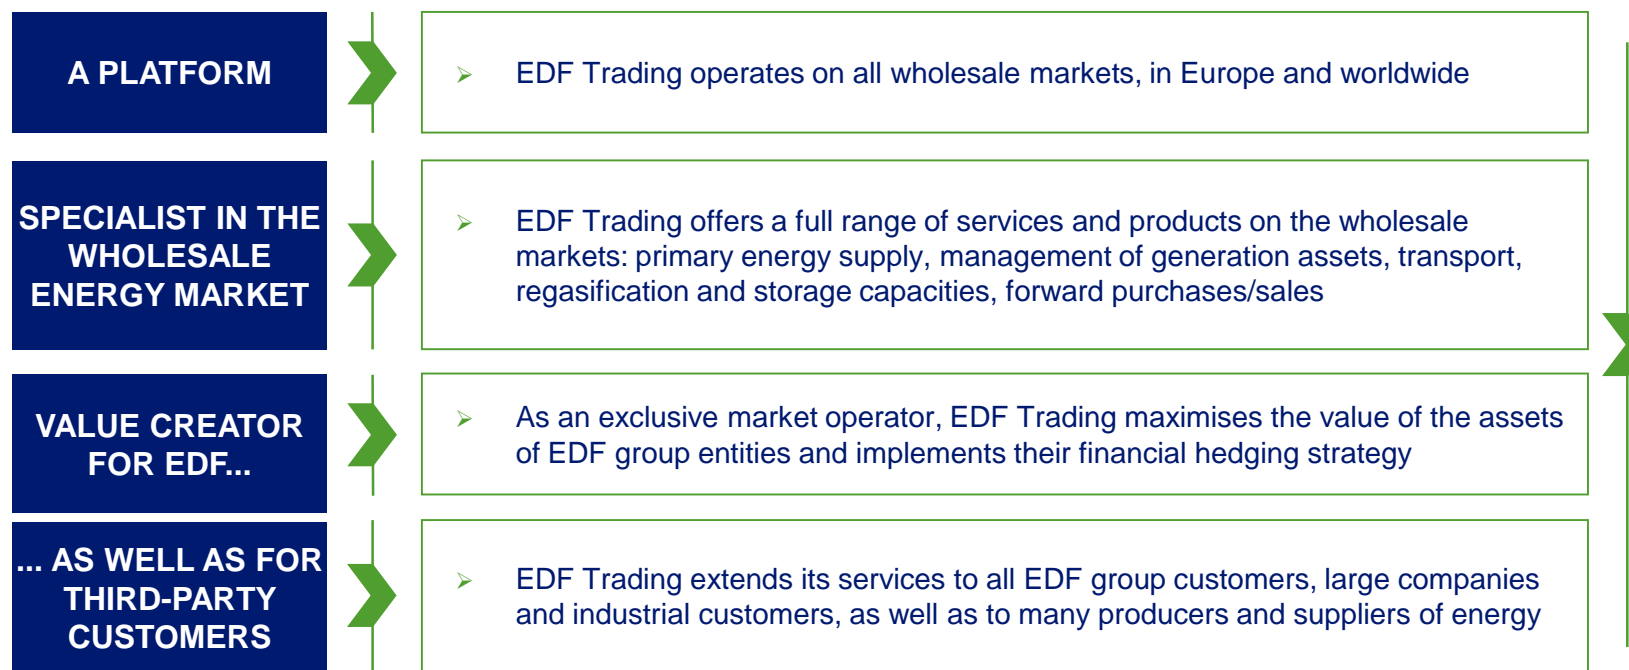 A PLATFORM
➢ EDF Trading operates on all wholesale markets, in Europe and worldwide
SPECIALIST IN THE
WHOLESALE
ENERGY MARKET
➢ EDF Trading offers a full range of services and products on the wholesale
markets: primary energy supply, management of generation assets, transport,
regasification and storage capacities, forward purchases/sales
VALUE CREATOR
FOR EDF...
➢ As an exclusive market operator, EDF Trading maximises the value of the assets
of EDF group entities and implements their financial hedging strategy
... AS WELL AS FOR
THIRD-PARTY
CUSTOMERS
➢ EDF Trading extends its services to all EDF group customers, large companies
and industrial customers, as well as to many producers and suppliers of energy